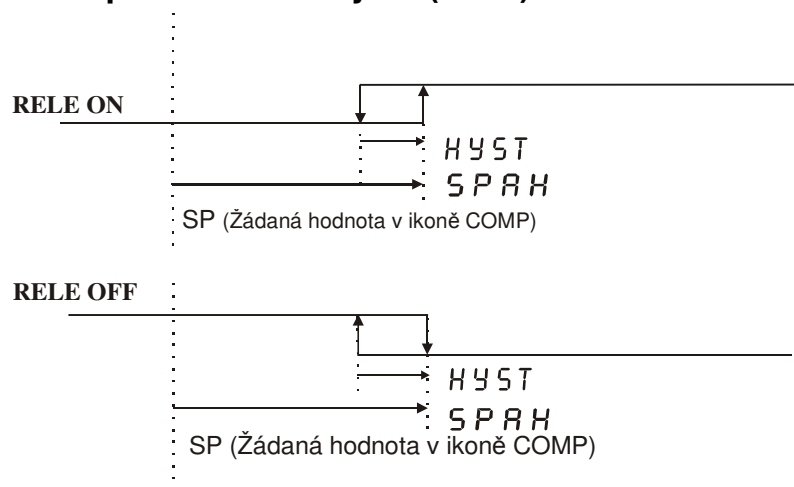 RELE ON
HYST
SPAH
SP (Žádaná hodnota v ikoně COMP)
RELE OFF
HYST
SPAH
SP (Žádaná hodnota v ikoně COMP)